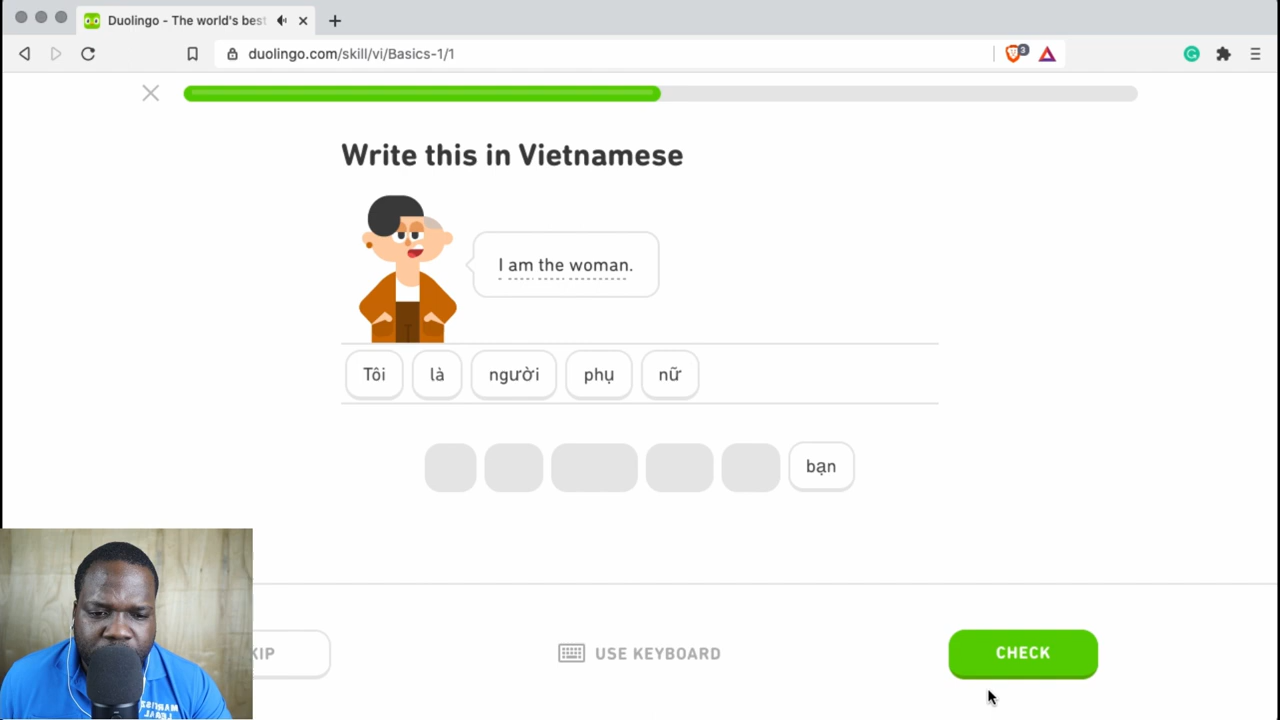 Duolingo - The world's best
duolingo.com/skill/vi/Basics-1/1
3
Write this in Vietnamese
I am the woman.
Tôi là người phụ nữ
bạn
KIP
USE KEYBOARD
CHECK